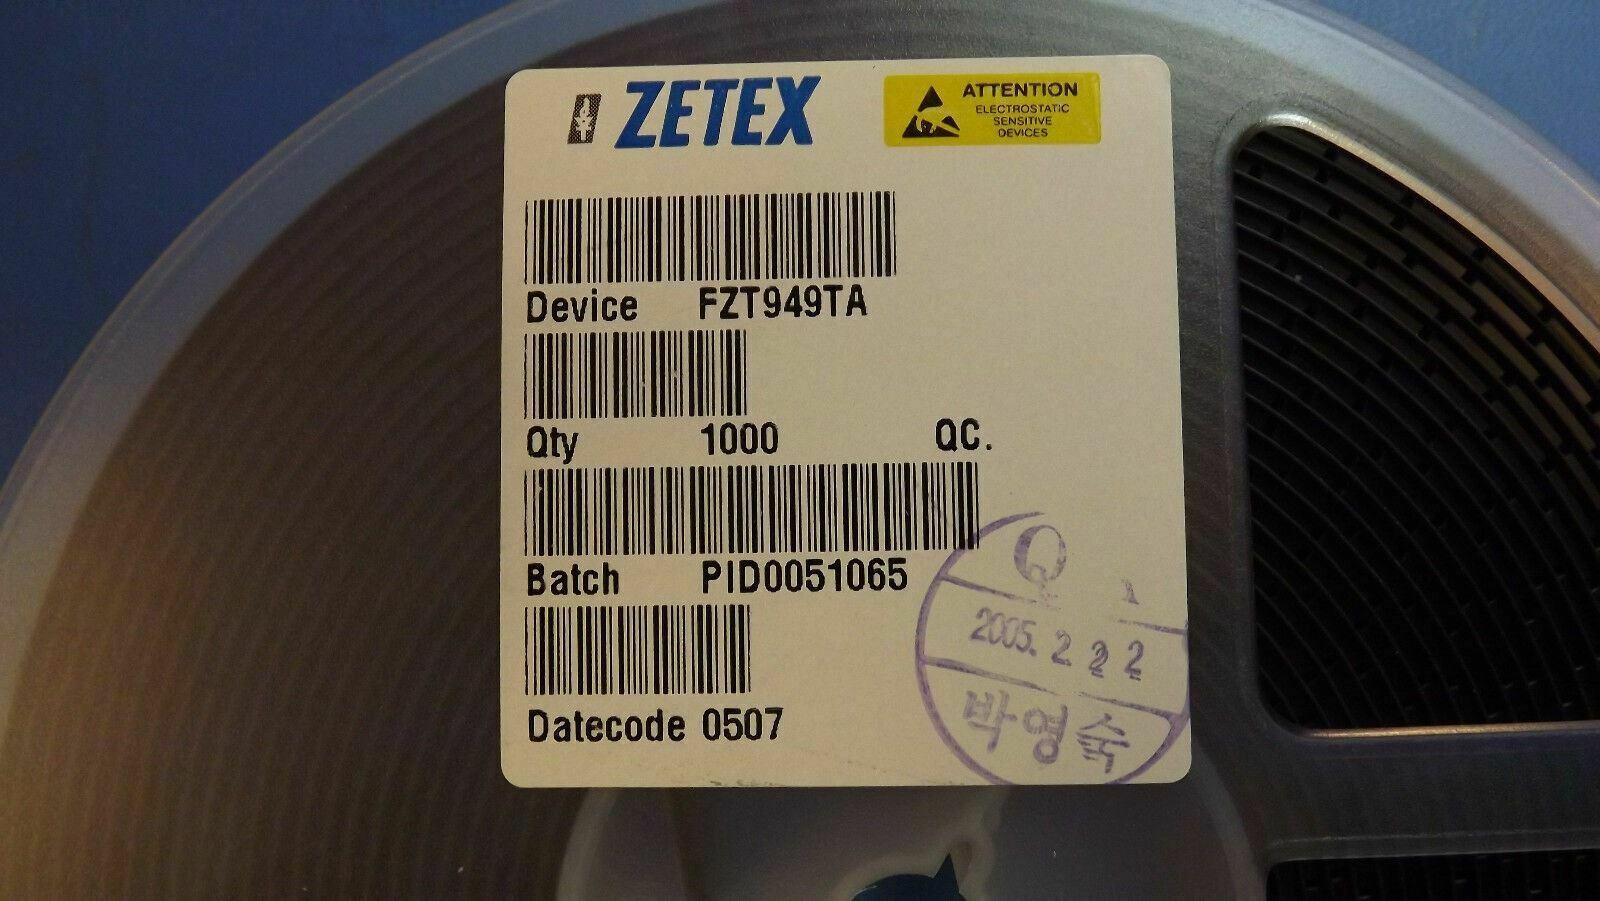 ZETEX
ATTENTION
ELECTROSTATIC
SENSITIVE
DEVICES
Device FZT949TA
Qty 1000 QC.
Batch PID0051065
Datecode 0507
Q
2005. 2 2 2
박영숙